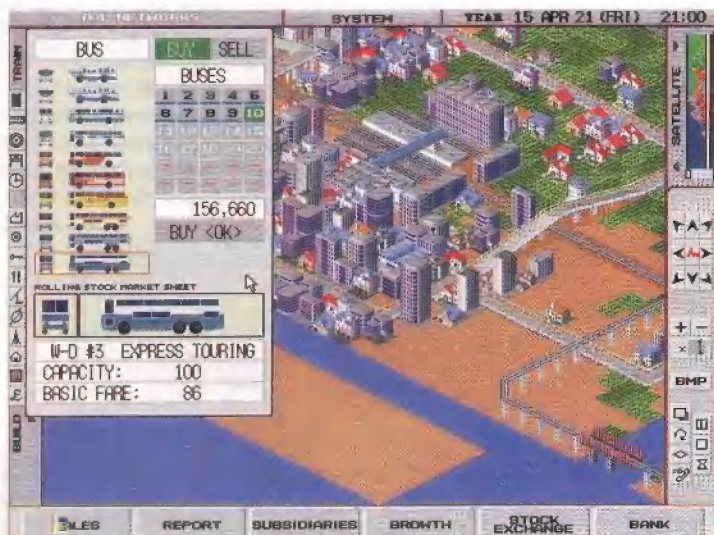 SYSTEM
YEAR 15 APR 21 (FRI) 21:00
TRAIN
BUS
BUY SELL
BUSES
1 2 3 4 5
6 7 8 9 10
156,660
BUY <OK>
ROLLING STOCK MARKET SHEET
W-D #3 EXPRESS TOURING
CAPACITY: 100
BASIC FARE: 86
BUILD
SATELLITE
BMP
REPORT
SUBSIDIARIES
GROWTH
STOCK EXCHANGE
BANK